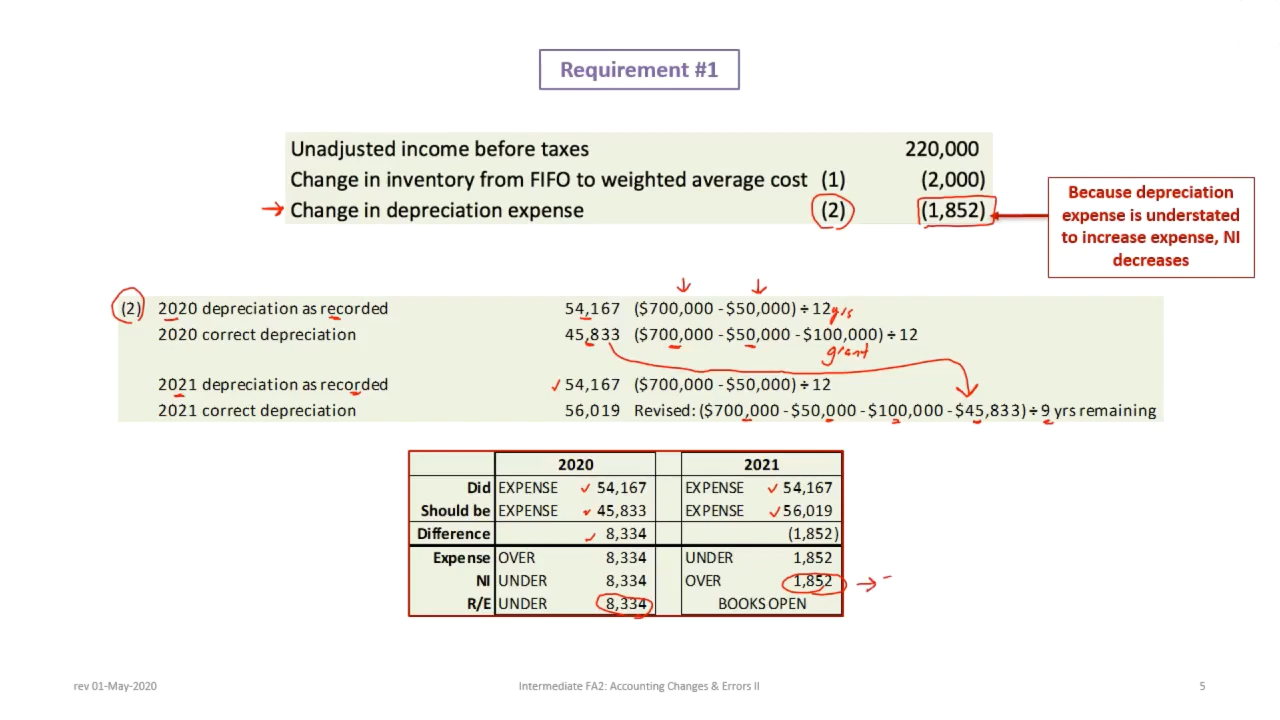 Requirement #1
Unadjusted income before taxes 220,000
Change in inventory from FIFO to weighted average cost (1) (2,000)
Change in depreciation expense (2) (1,852)
Because depreciation
expense is understated
to increase expense, NI
decreases
(2) 2020 depreciation as recorded 54,167 ($700,000 - $50,000) ÷ 12 yrs
2020 correct depreciation 45,833 ($700,000 - $50,000 - $100,000) ÷ 12
grant
2021 depreciation as recorded 54,167 ($700,000 - $50,000) ÷ 12
2021 correct depreciation 56,019 Revised: ($700,000 - $50,000 - $100,000 - $45,833) ÷ 9 yrs remaining
2020 2021
Did EXPENSE 54,167 EXPENSE 54,167
Should be EXPENSE 45,833 EXPENSE 56,019
Difference 8,334 (1,852)
Expense OVER 8,334 UNDER 1,852
NI UNDER 8,334 OVER 1,852
R/E UNDER 8,334 BOOKS OPEN
rev 01-May-2020 Intermediate FA2: Accounting Changes & Errors II 5